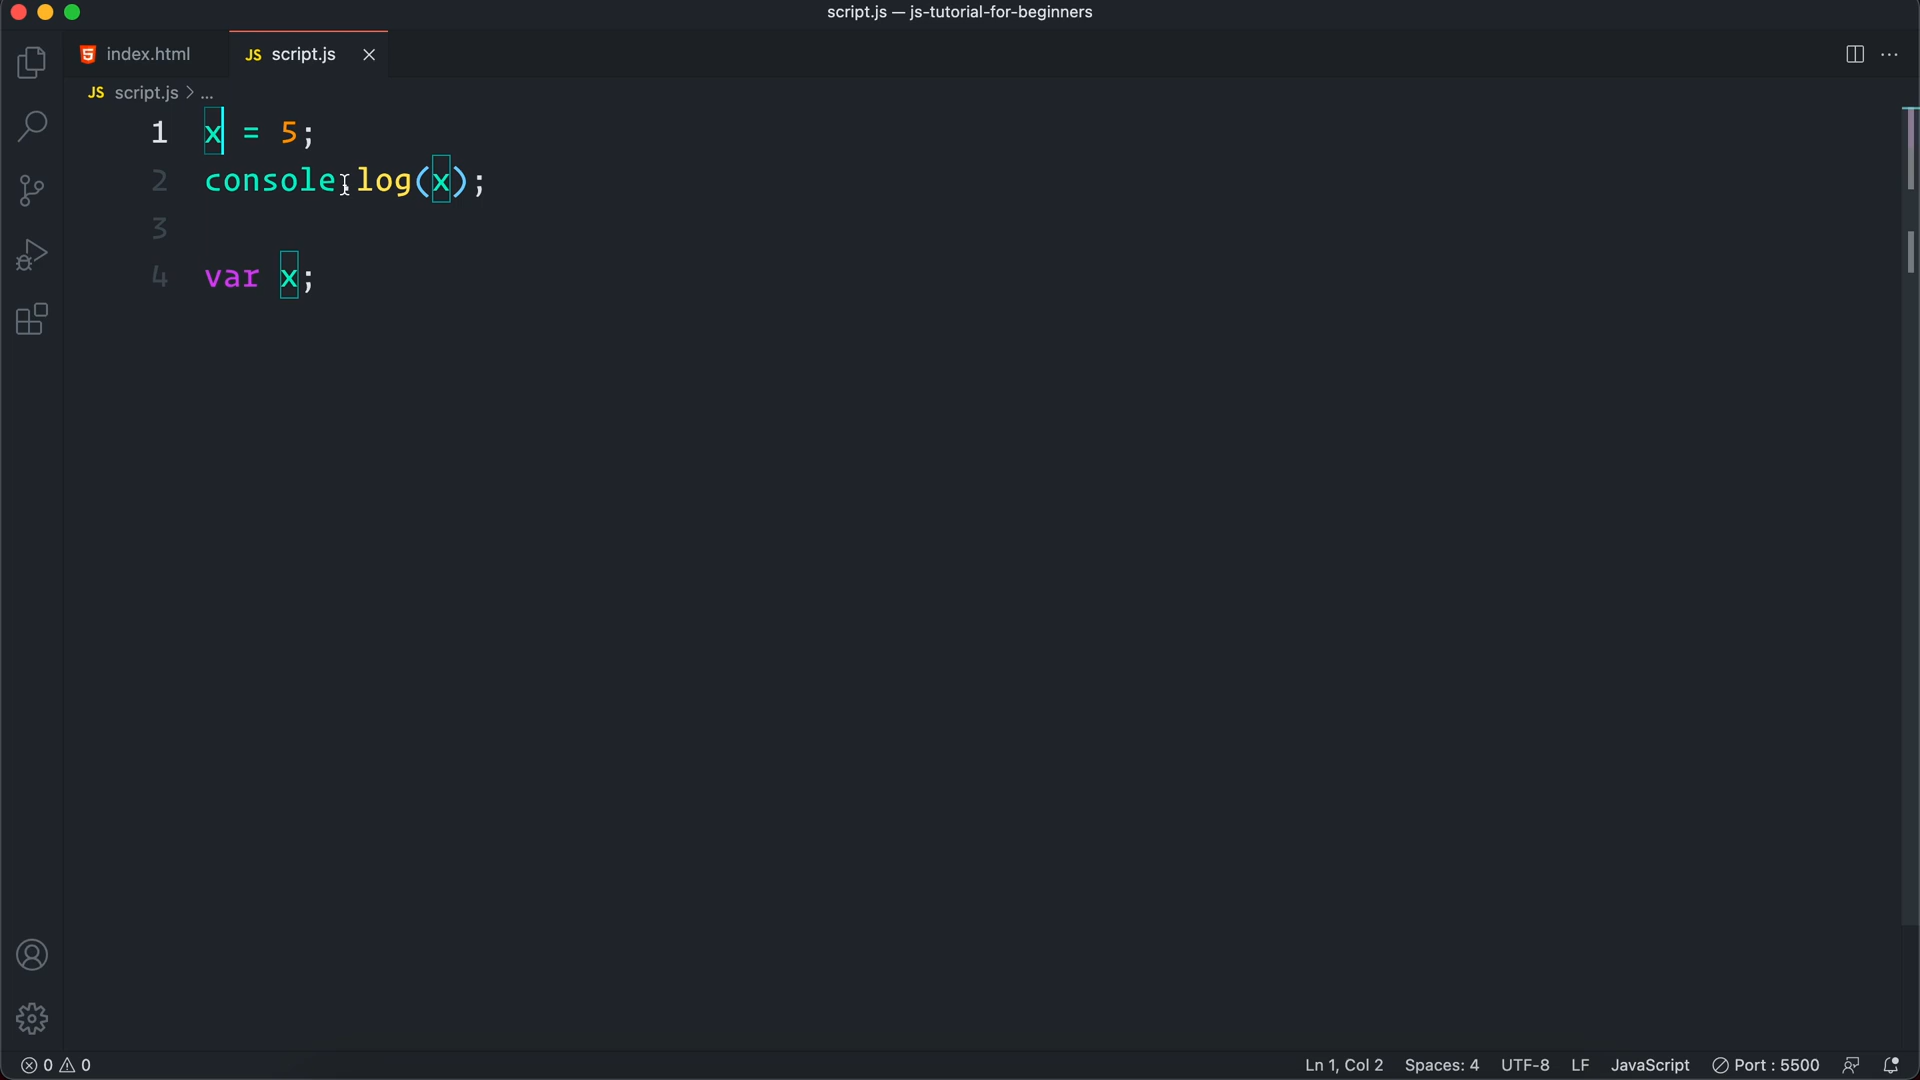 script.js — js-tutorial-for-beginners
index.html
JS script.js
JS script.js > ...
1 x = 5;
2 console.log(x);
3
4 var x;
0 0 Ln 1, Col 2 Spaces: 4 UTF-8 LF JavaScript Port : 5500